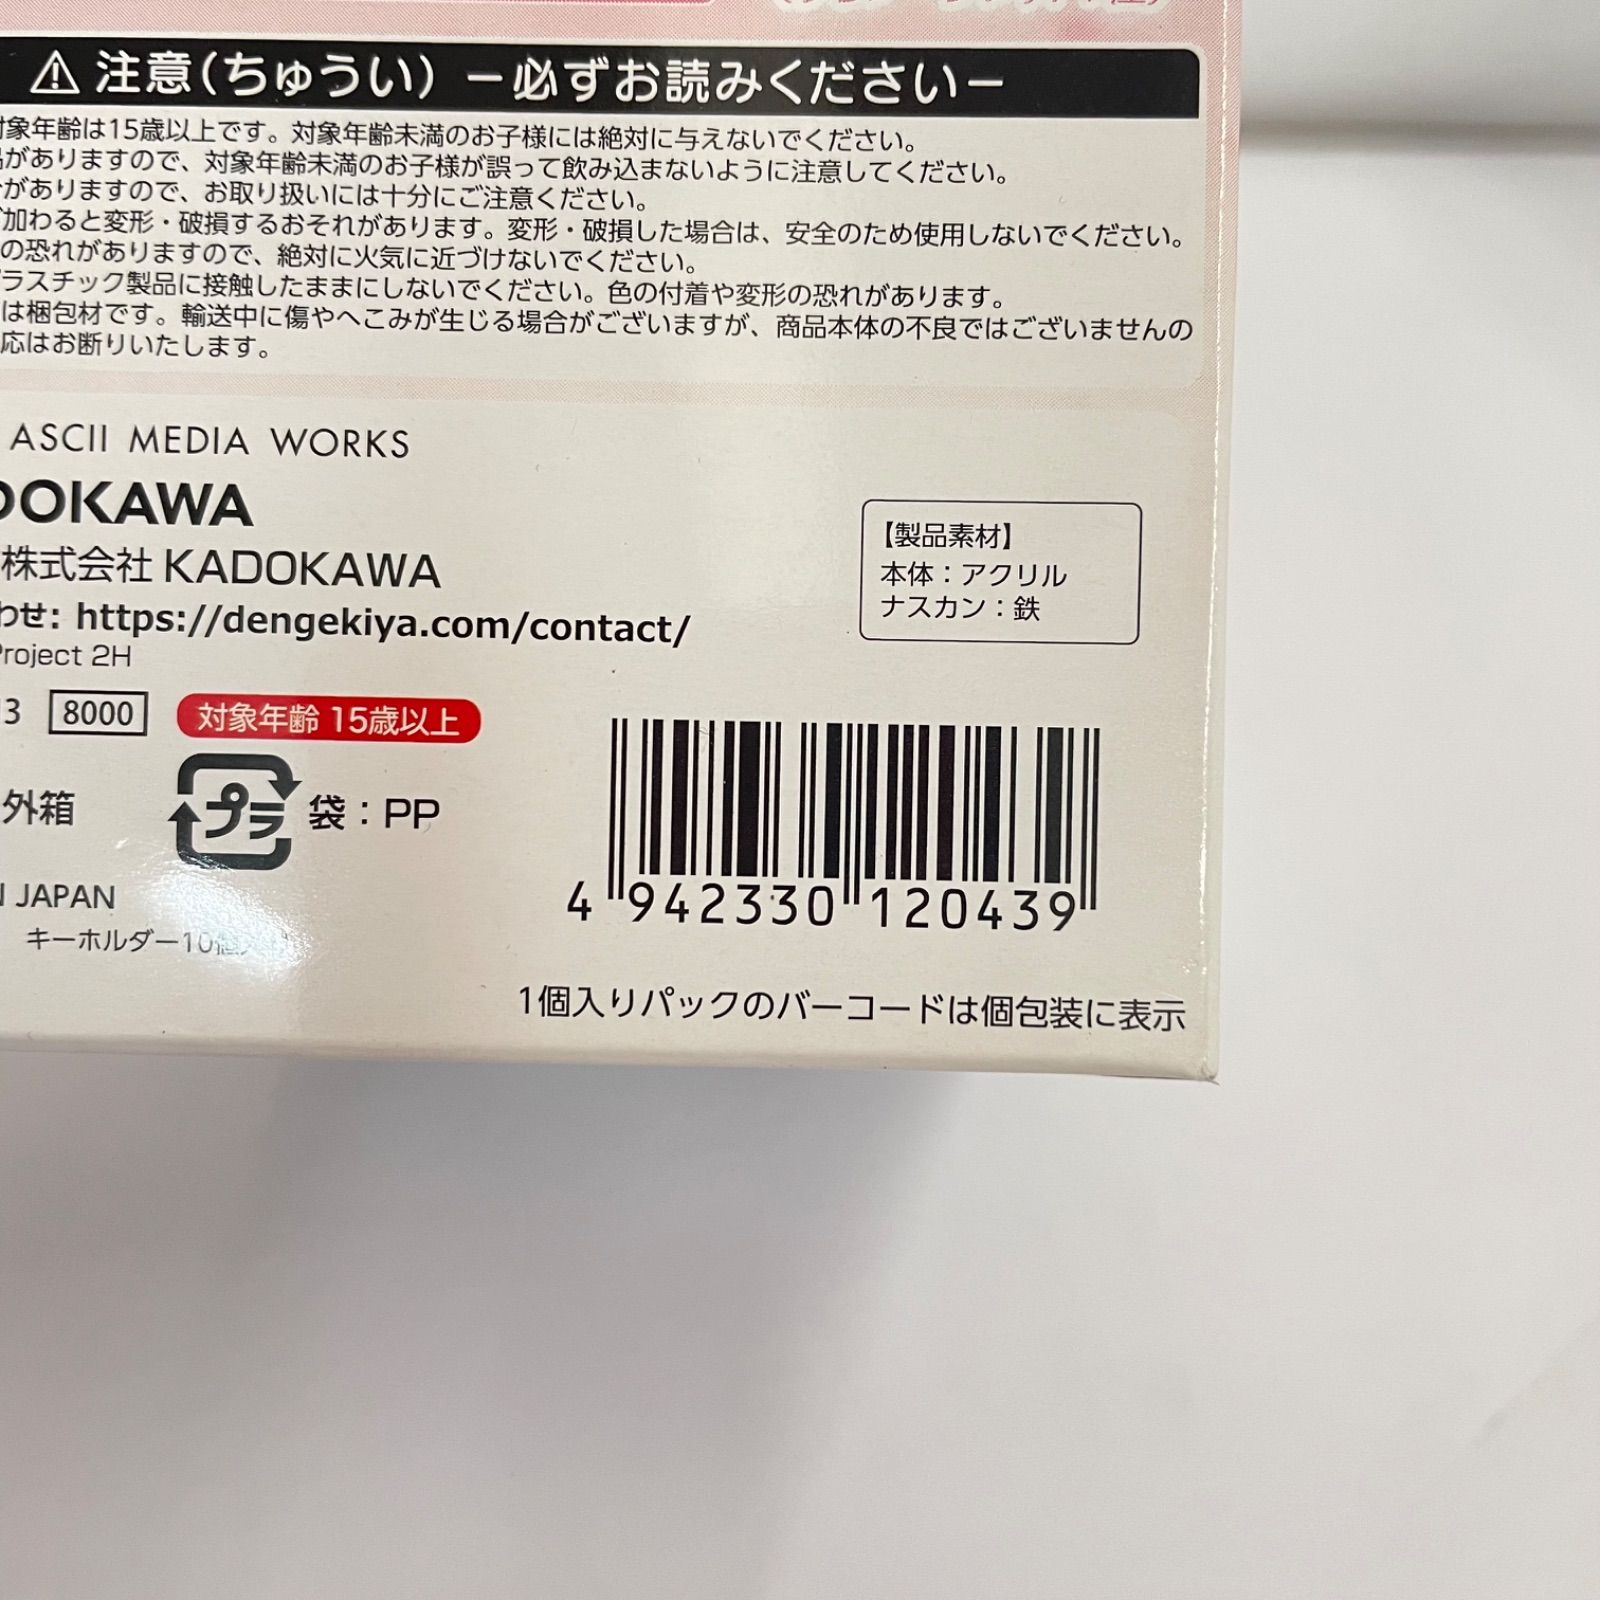 注意(ちゅうい) ー必ずお読みくださいー
対象年齢は15歳以上です。対象年齢未満のお子様には絶対に与えないでください。
がありますので、対象年齢未満のお子様が誤って飲み込まないように注意してください。
がありますので、お取り扱いには十分にご注意ください。
加わると変形・破損するおそれがあります。変形・破損した場合は、安全のため使用しないでください。
の恐れがありますので、絶対に火気に近づけないでください。
ラスチック製品に接触したままにしないでください。色の付着や変形の恐れがあります。
は梱包材です。輸送中に傷やへこみが生じる場合がございますが、商品本体の不良ではございませんの
応はお断りいたします。
ASCII MEDIA WORKS
DOKAWA
株式会社 KADOKAWA
わせ: https://dengekiya.com/contact/
Project 2H
【製品素材】
本体:アクリル
ナスカン:鉄
3 8000 対象年齢 15歳以上
外箱 プラ 袋:PP
JAPAN
キーホルダー10個
4 942330 120439
1個入りパックのバーコードは個包装に表示